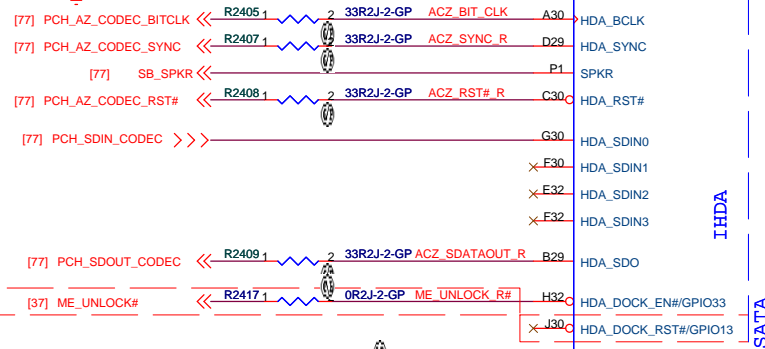 [77] PCH_AZ_CODEC_BITCLK R2405 1 2 33R2J-2-GP ACZ_BIT_CLK A30 HDA_BCLK
[77] PCH_AZ_CODEC_SYNC R2407 1 2 33R2J-2-GP ACZ_SYNC_R D29 HDA_SYNC
[77] SB_SPKR P1 SPKR
[77] PCH_AZ_CODEC_RST# R2408 1 2 33R2J-2-GP ACZ_RST#_R C30 HDA_RST#
[77] PCH_SDIN_CODEC G30 HDA_SDIN0
F30 HDA_SDIN1
E32 HDA_SDIN2
F32 HDA_SDIN3
IHDA
[77] PCH_SDOUT_CODEC R2409 1 2 33R2J-2-GP ACZ_SDATAOUT_R B29 HDA_SDO
[37] ME_UNLOCK# R2417 1 2 0R2J-2-GP ME_UNLOCK_R# H32 HDA_DOCK_EN#/GPIO33
J30 HDA_DOCK_RST#/GPIO13
SATA